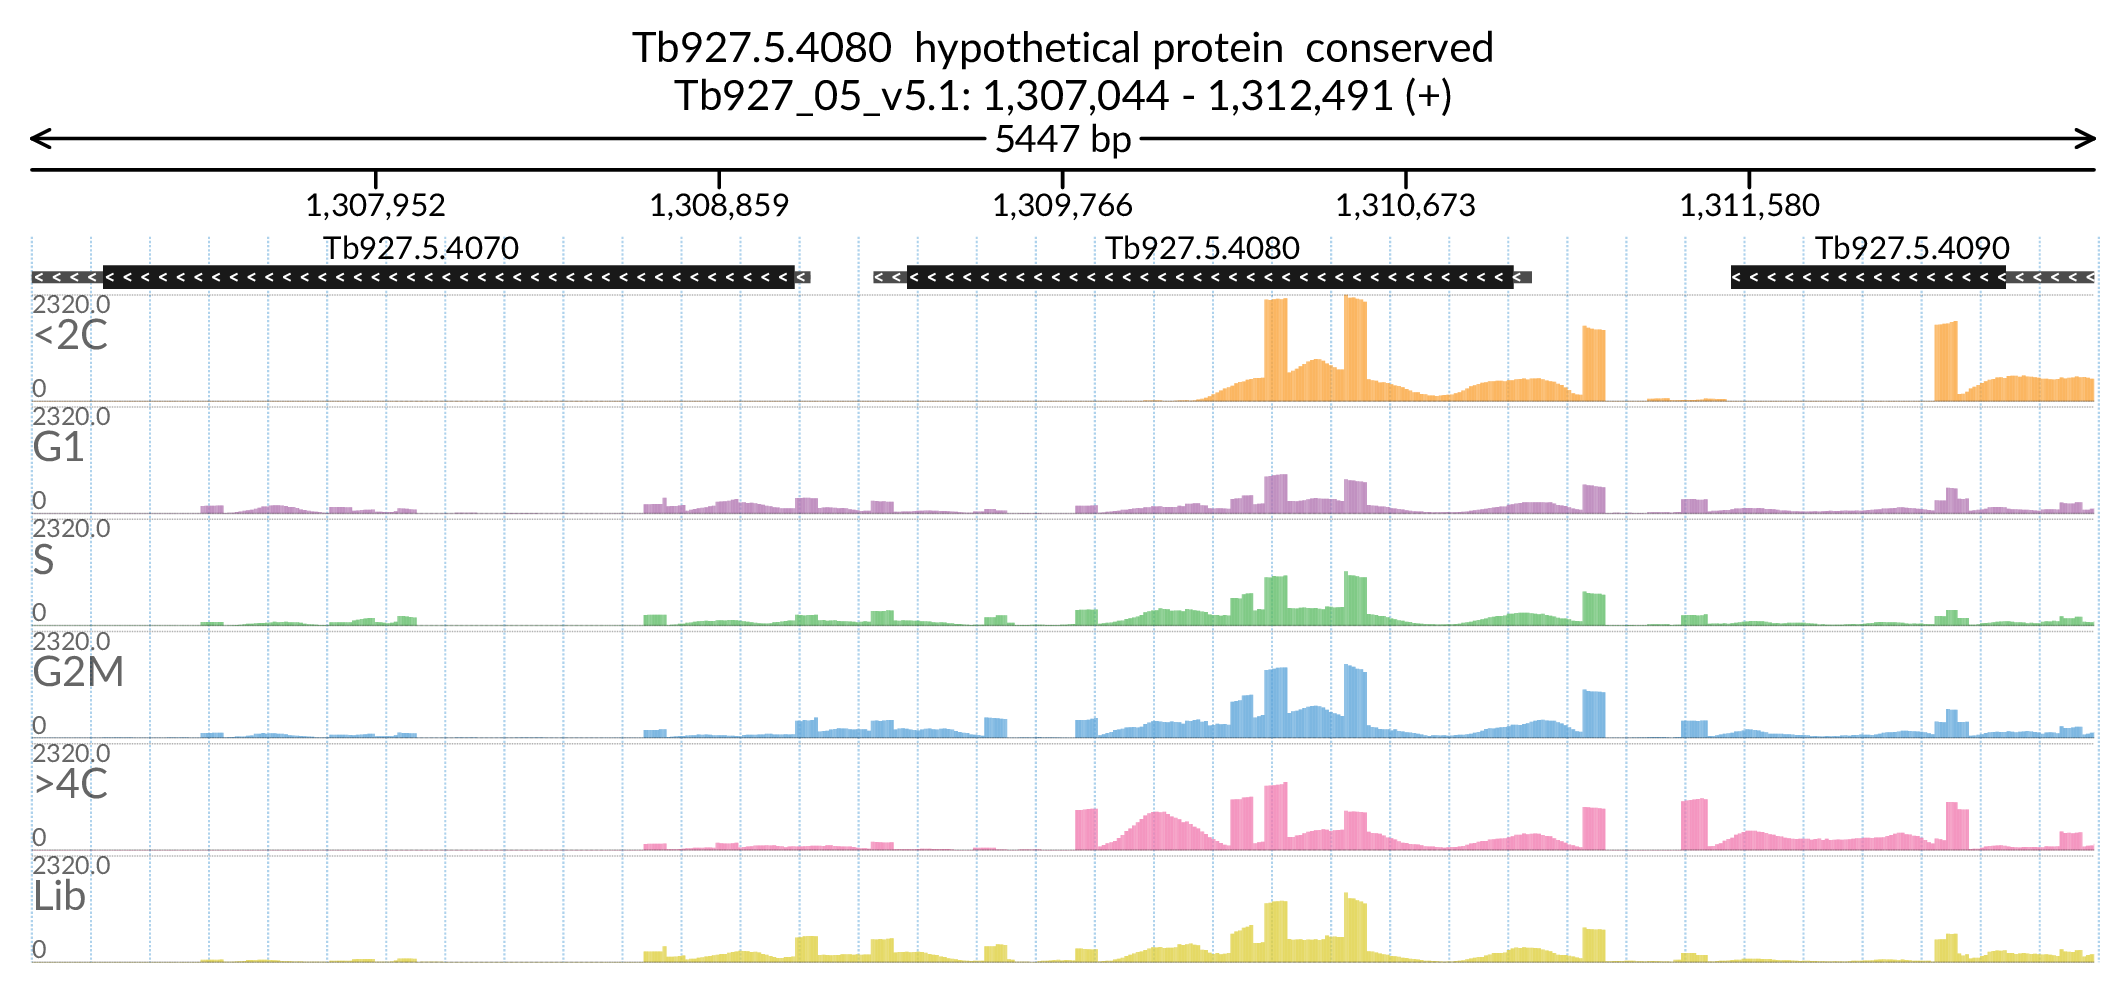 Tb927.5.4080 hypothetical protein conserved
Tb927_05_v5.1: 1,307,044 - 1,312,491 (+)
5447 bp
1,307,952 1,308,859 1,309,766 1,310,673 1,311,580
Tb927.5.4070 Tb927.5.4080 Tb927.5.4090
2320.0
<2C
0
2320.0
G1
0
2320.0
S
0
2320.0
G2M
0
2320.0
>4C
0
2320.0
Lib
0